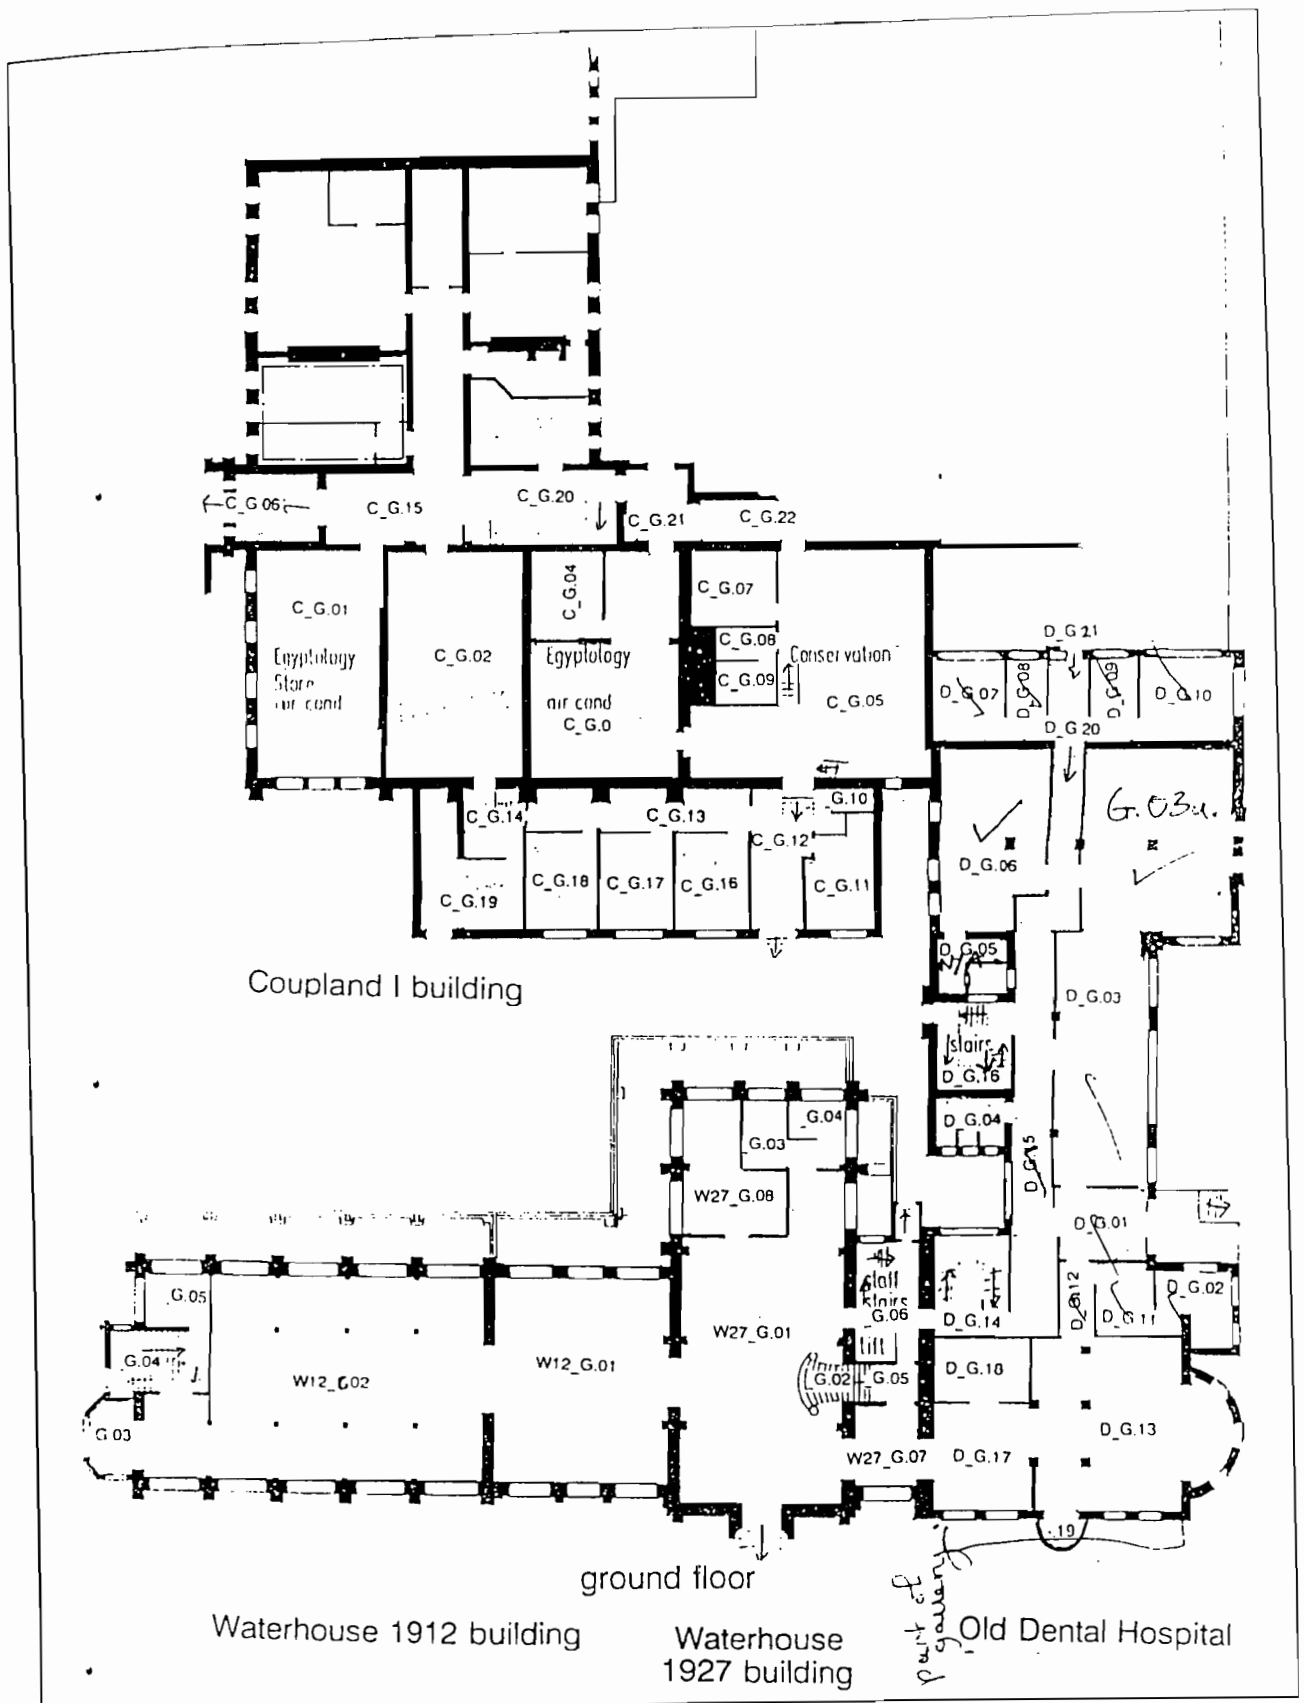 C_G.06
C_G.15
C_G.20
C_G.21
C_G.22
C_G.01
Egyptology
Store
air cond
C_G.02
C_G.04
Egyptology
air cond
C_G.0
C_G.07
C_G.08
C_G.09
Conservation
C_G.05
C_G.14
C_G.13
G.10
C_G.12
C_G.19
C_G.18
C_G.17
C_G.16
C_G.11
Coupland I building
D_G.21
D_G.07
D_G.08
D_G.09
D_G.10
D_G.20
G.03a.
D_G.06
D_G.05
D_G.03
stairs
D_G.16
D_G.04
D_G.15
D_G.01
D_G.02
D_G.12
D_G.11
D_G.14
D_G.18
D_G.13
D_G.17
.19
_G.04
_G.03
W27_G.08
staff
stairs
_G.06
lift
W27_G.01
G.02
_G.05
W27_G.07
G.05
G.04
W12_G.02
W12_G.01
G.03
part of
gallery
ground floor
Waterhouse 1912 building
Waterhouse
1927 building
Old Dental Hospital